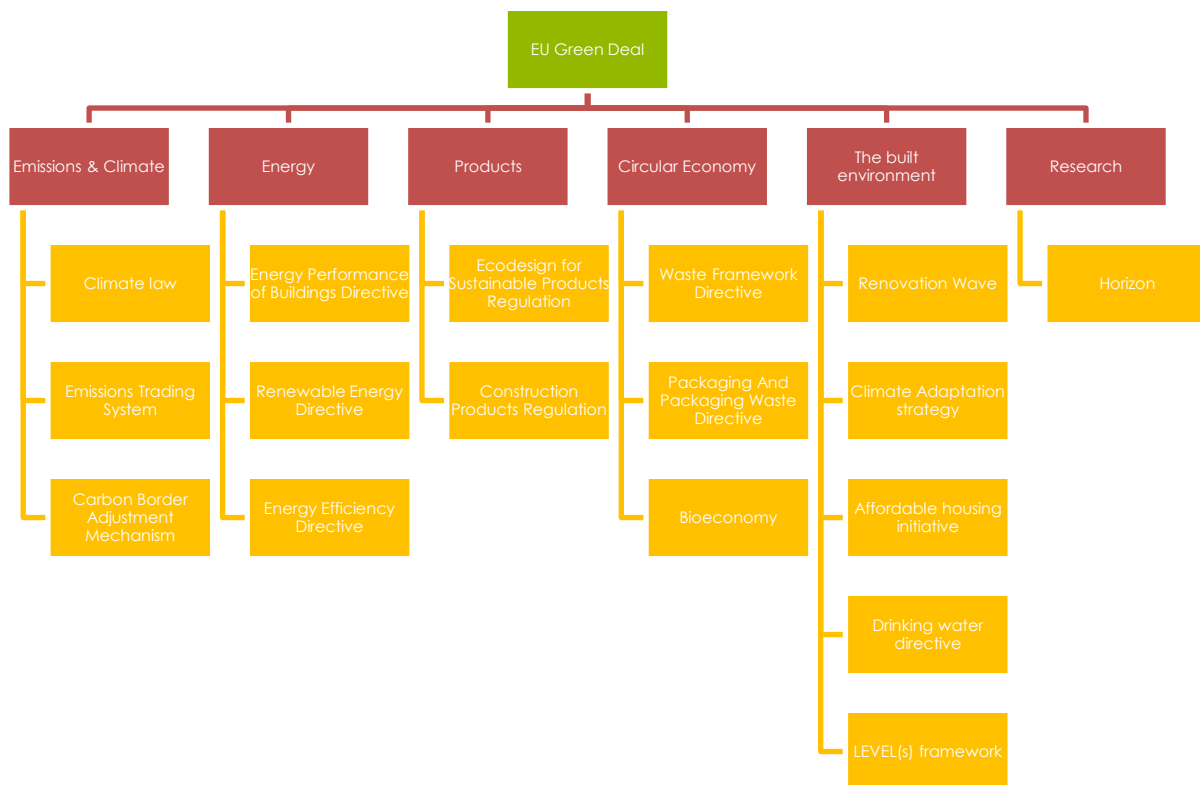 EU Green Deal
Emissions & Climate
Energy
Products
Circular Economy
The built
environment
Research
Climate law
Emissions Trading
System
Carbon Border
Adjustment
Mechanism
Energy Performance
of Buildings Directive
Renewable Energy
Directive
Energy Efficiency
Directive
Ecodesign for
Sustainable Products
Regulation
Construction
Products Regulation
Waste Framework
Directive
Packaging And
Packaging Waste
Directive
Bioeconomy
Renovation Wave
Climate Adaptation
strategy
Affordable housing
initiative
Drinking water
directive
LEVEL(s) framework
Horizon